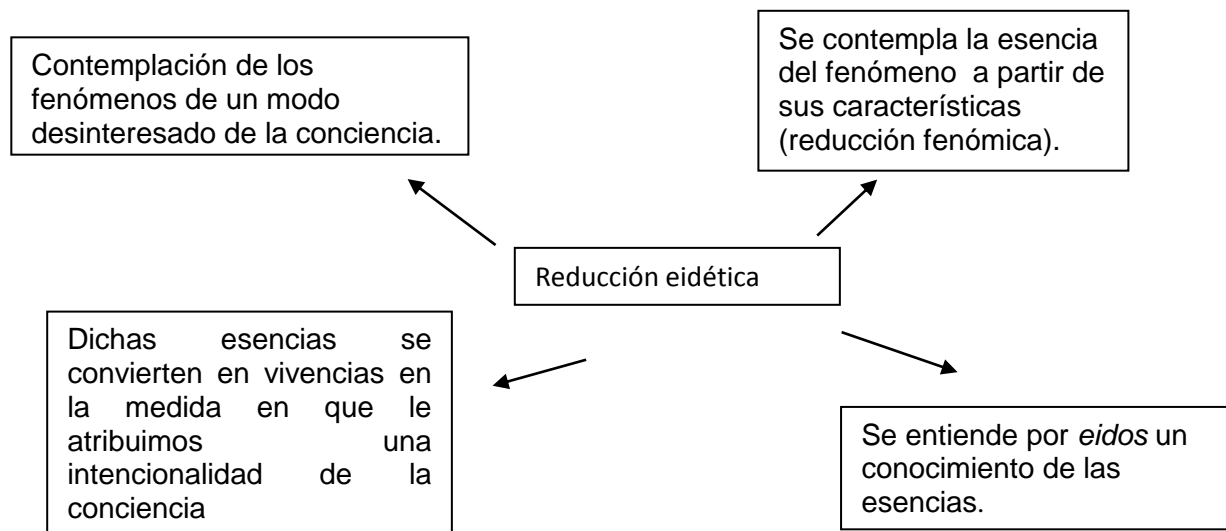 Contemplación de los
fenómenos de un modo
desinteresado de la conciencia.
Se contempla la esencia
del fenómeno a partir de
sus características
(reducción fenómica).
Reducción eidética
Dichas esencias se
convierten en vivencias en
la medida en que le
atribuimos una
intencionalidad de la
conciencia
Se entiende por eidos un
conocimiento de las
esencias.